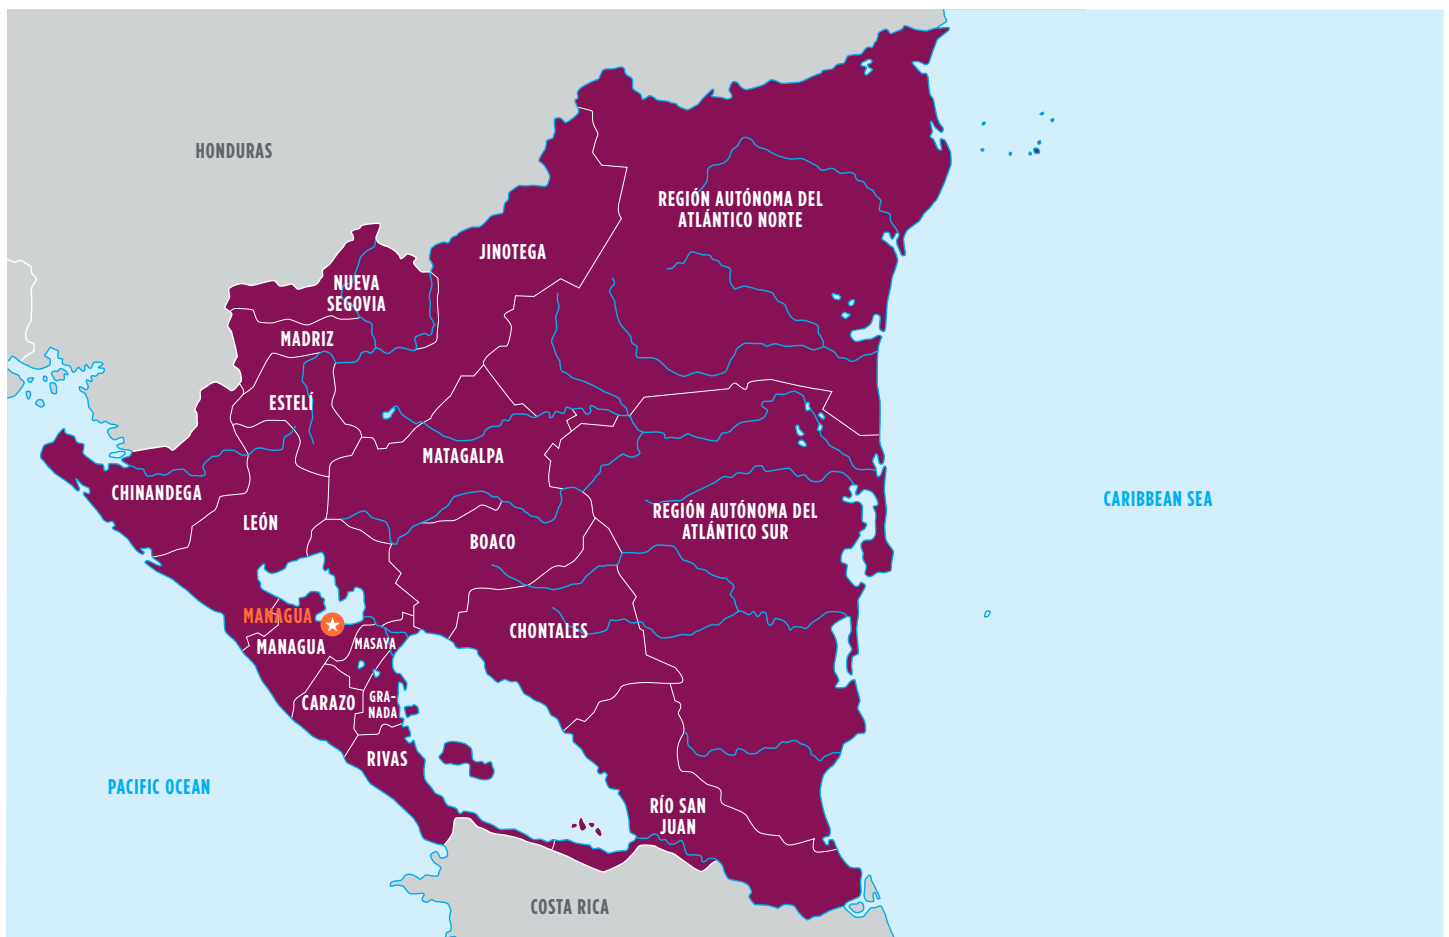 HONDURAS
REGIÓN AUTÓNOMA DEL
ATLÁNTICO NORTE
JINOTEGA
NUEVA
SEGOVIA
MADRIZ
ESTELÍ
MATAGALPA
CHINANDEGA
CARIBBEAN SEA
LEÓN
REGIÓN AUTÓNOMA DEL
ATLÁNTICO SUR
BOACO
MANAGUA
CHONTALES
MANAGUA
MASAYA
CARAZO
GRA-
NADA
RIVAS
PACIFIC OCEAN
RÍO SAN
JUAN
COSTA RICA